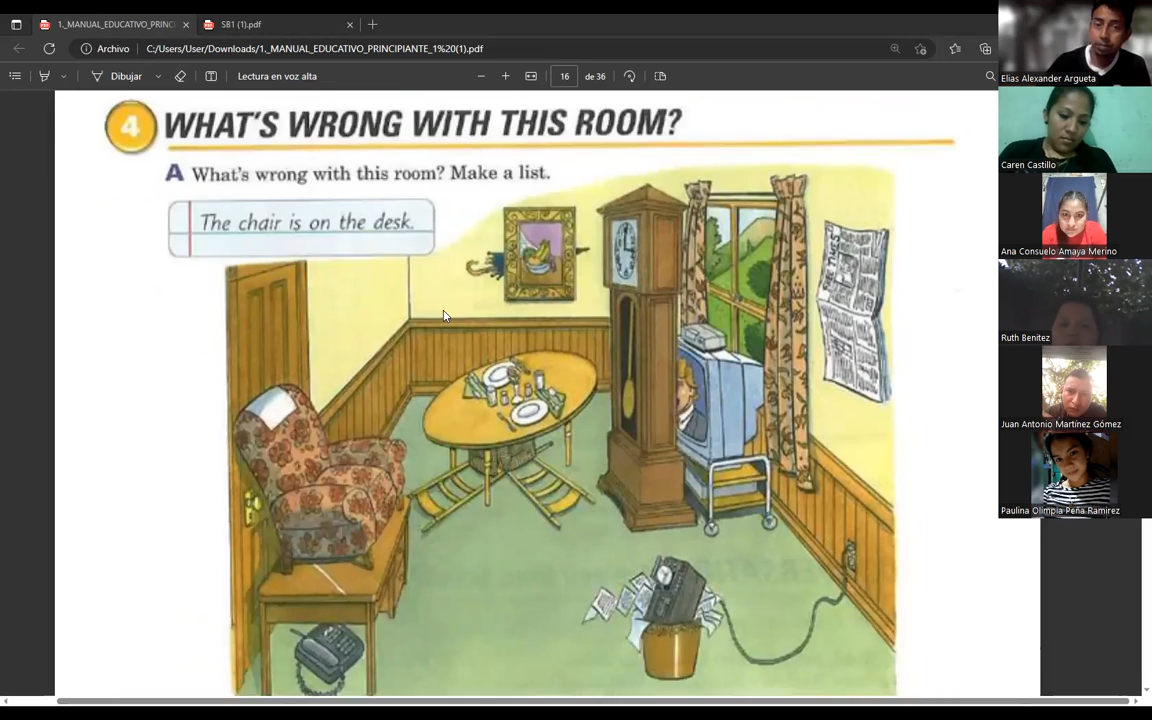 1._MANUAL_EDUCATIVO_PRINC
SB1 (1).pdf
Archivo
C:/Users/User/Downloads/1._MANUAL_EDUCATIVO_PRINCIPIANTE_1%20(1).pdf
Dibujar
Lectura en voz alta
16
de 36
4 WHAT'S WRONG WITH THIS ROOM?
A What's wrong with this room? Make a list.
The chair is on the desk.
Elias Alexander Argueta
Caren Castillo
Ana Consuelo Amaya Merino
Ruth Benitez
Juan Antonio Martínez Gómez
Paulina Olimpia Peña Ramirez